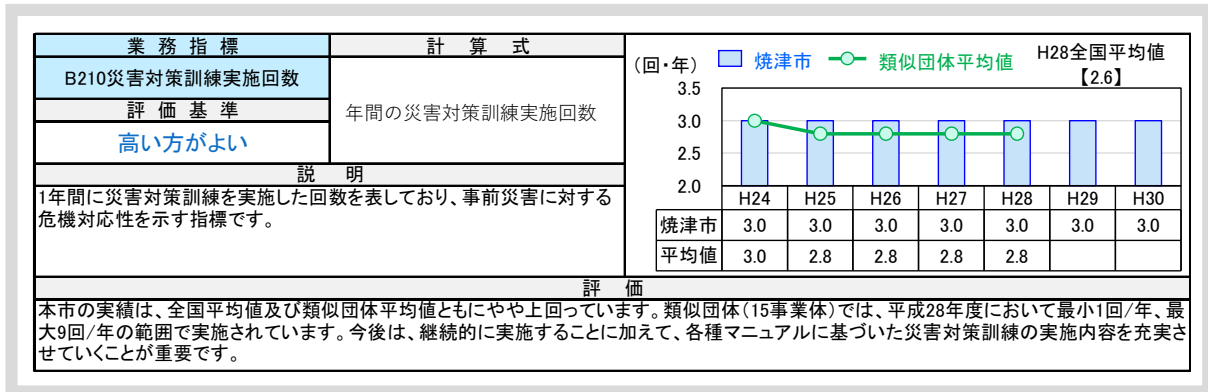 業 務 指 標
計 算 式
B210災害対策訓練実施回数
評 価 基 準
高い方がよい
年間の災害対策訓練実施回数
説 明
1年間に災害対策訓練を実施した回数を表しており、事前災害に対する
危機対応性を示す指標です。
(回・年) 焼津市 類似団体平均値 H28全国平均値
【2.6】
3.5
3.0
2.5
2.0
H24 H25 H26 H27 H28 H29 H30
焼津市 3.0 3.0 3.0 3.0 3.0 3.0 3.0
平均値 3.0 2.8 2.8 2.8 2.8
評 価
本市の実績は、全国平均値及び類似団体平均値ともにやや上回っています。類似団体(15事業体)では、平成28年度において最小1回/年、最
大9回/年の範囲で実施されています。今後は、継続的に実施することに加えて、各種マニュアルに基づいた災害対策訓練の実施内容を充実さ
せていくことが重要です。